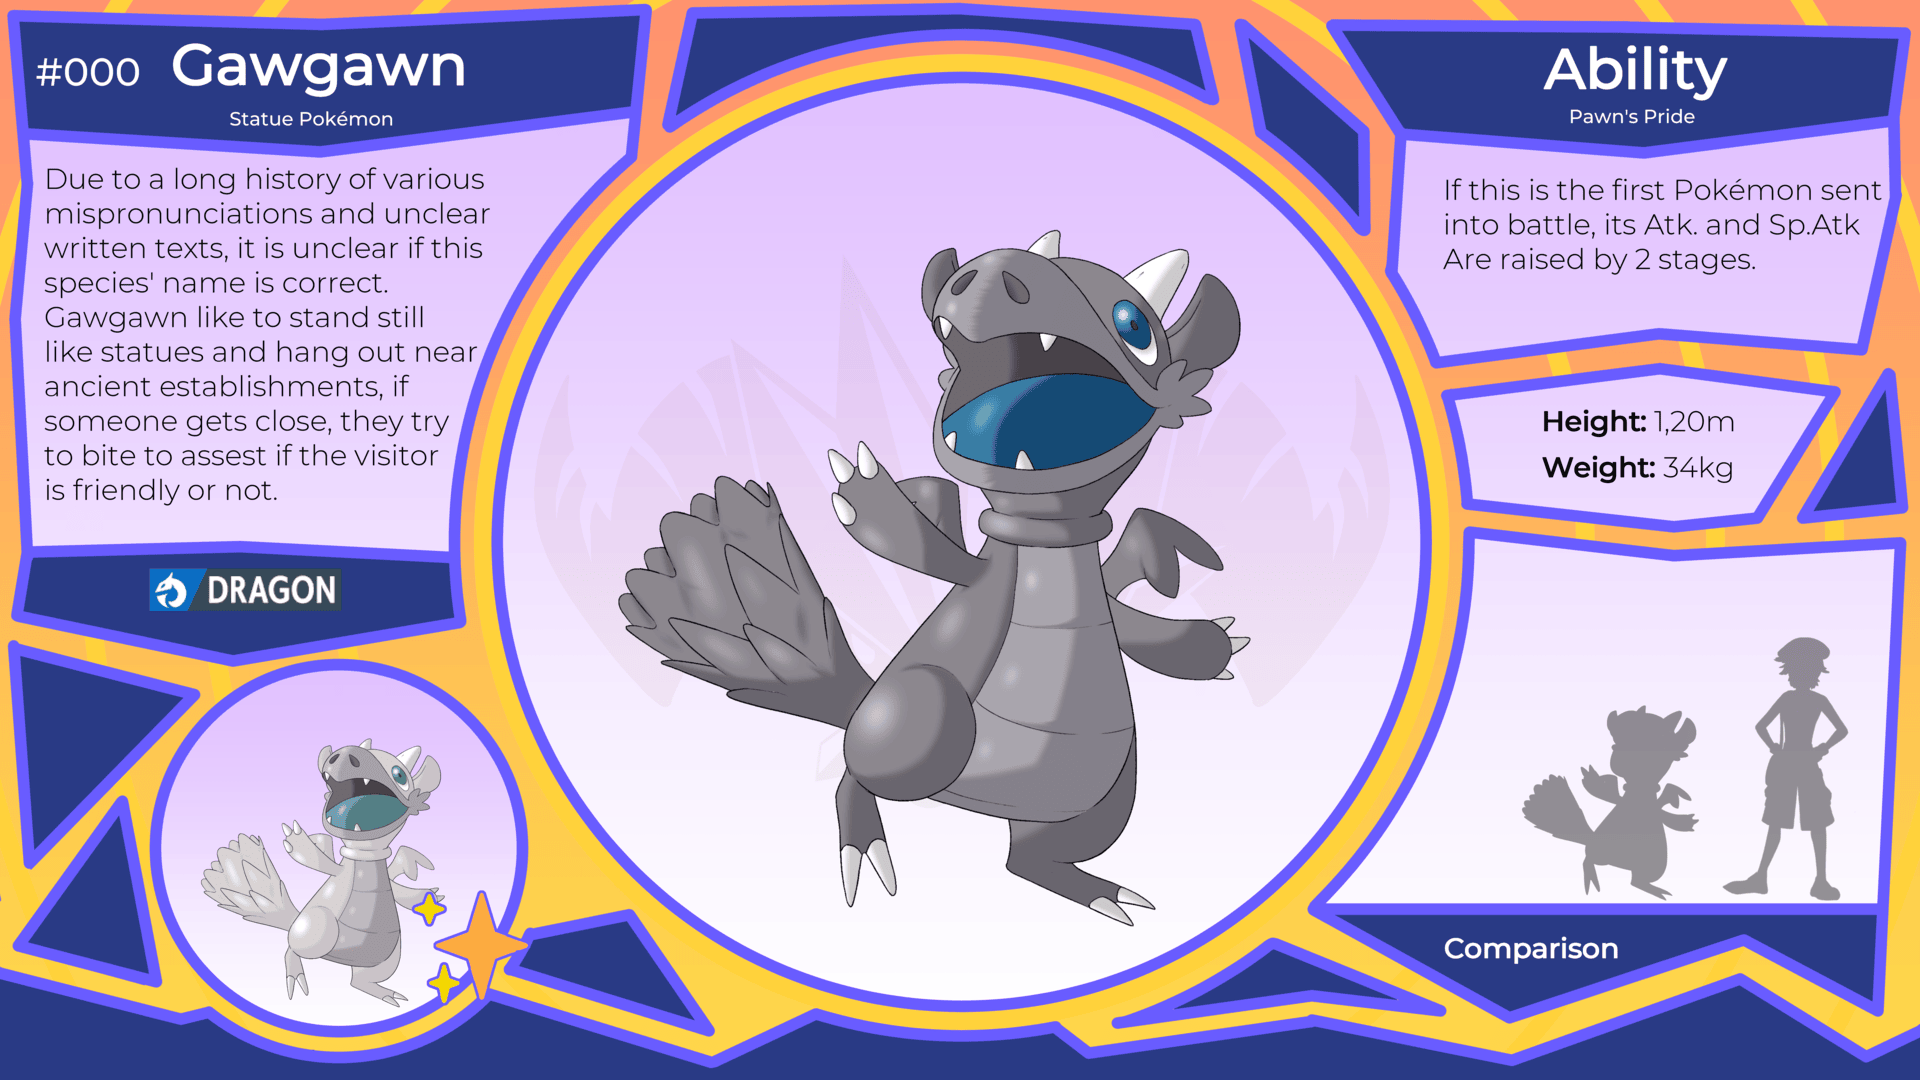 #000 Gawgawn
Statue Pokémon
Due to a long history of various
mispronunciations and unclear
written texts, it is unclear if this
species' name is correct.
Gawgawn like to stand still
like statues and hang out near
ancient establishments, if
someone gets close, they try
to bite to assest if the visitor
is friendly or not.
DRAGON
Ability
Pawn's Pride
If this is the first Pokémon sent
into battle, its Atk. and Sp.Atk
Are raised by 2 stages.
Height: 1,20m
Weight: 34kg
Comparison